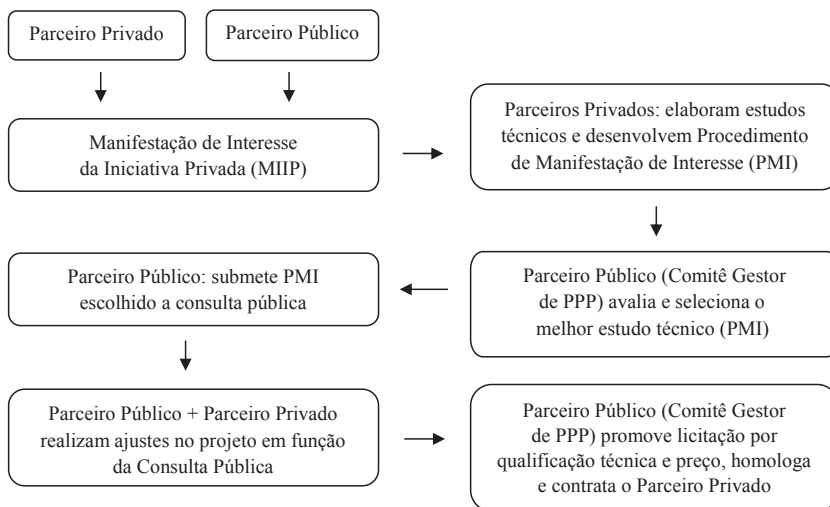 Parceiro Privado
Parceiro Público
Manifestação de Interesse
da Iniciativa Privada (MIIP)
Parceiros Privados: elaboram estudos
técnicos e desenvolvem Procedimento
de Manifestação de Interesse (PMI)
Parceiro Público (Comitê Gestor
de PPP) avalia e seleciona o
melhor estudo técnico (PMI)
Parceiro Público: submete PMI
escolhido a consulta pública
Parceiro Público + Parceiro Privado
realizam ajustes no projeto em função
da Consulta Pública
Parceiro Público (Comitê Gestor
de PPP) promove licitação por
qualificação técnica e preço, homologa
e contrata o Parceiro Privado